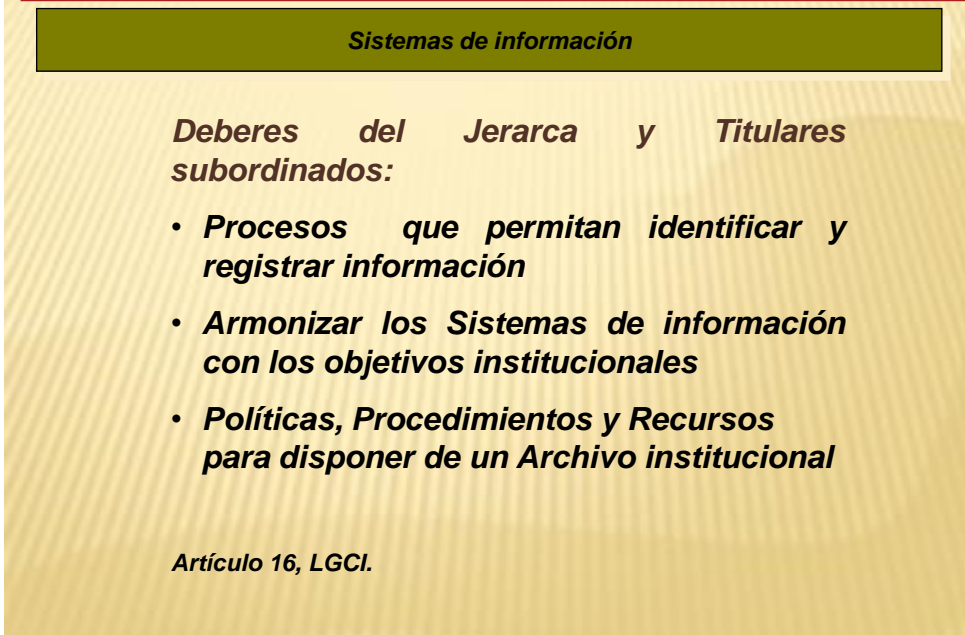 Sistemas de información
Deberes del Jerarca y Titulares
subordinados:
• Procesos que permitan identificar y
registrar información
• Armonizar los Sistemas de información
con los objetivos institucionales
• Políticas, Procedimientos y Recursos
para disponer de un Archivo institucional
Artículo 16, LGCI.